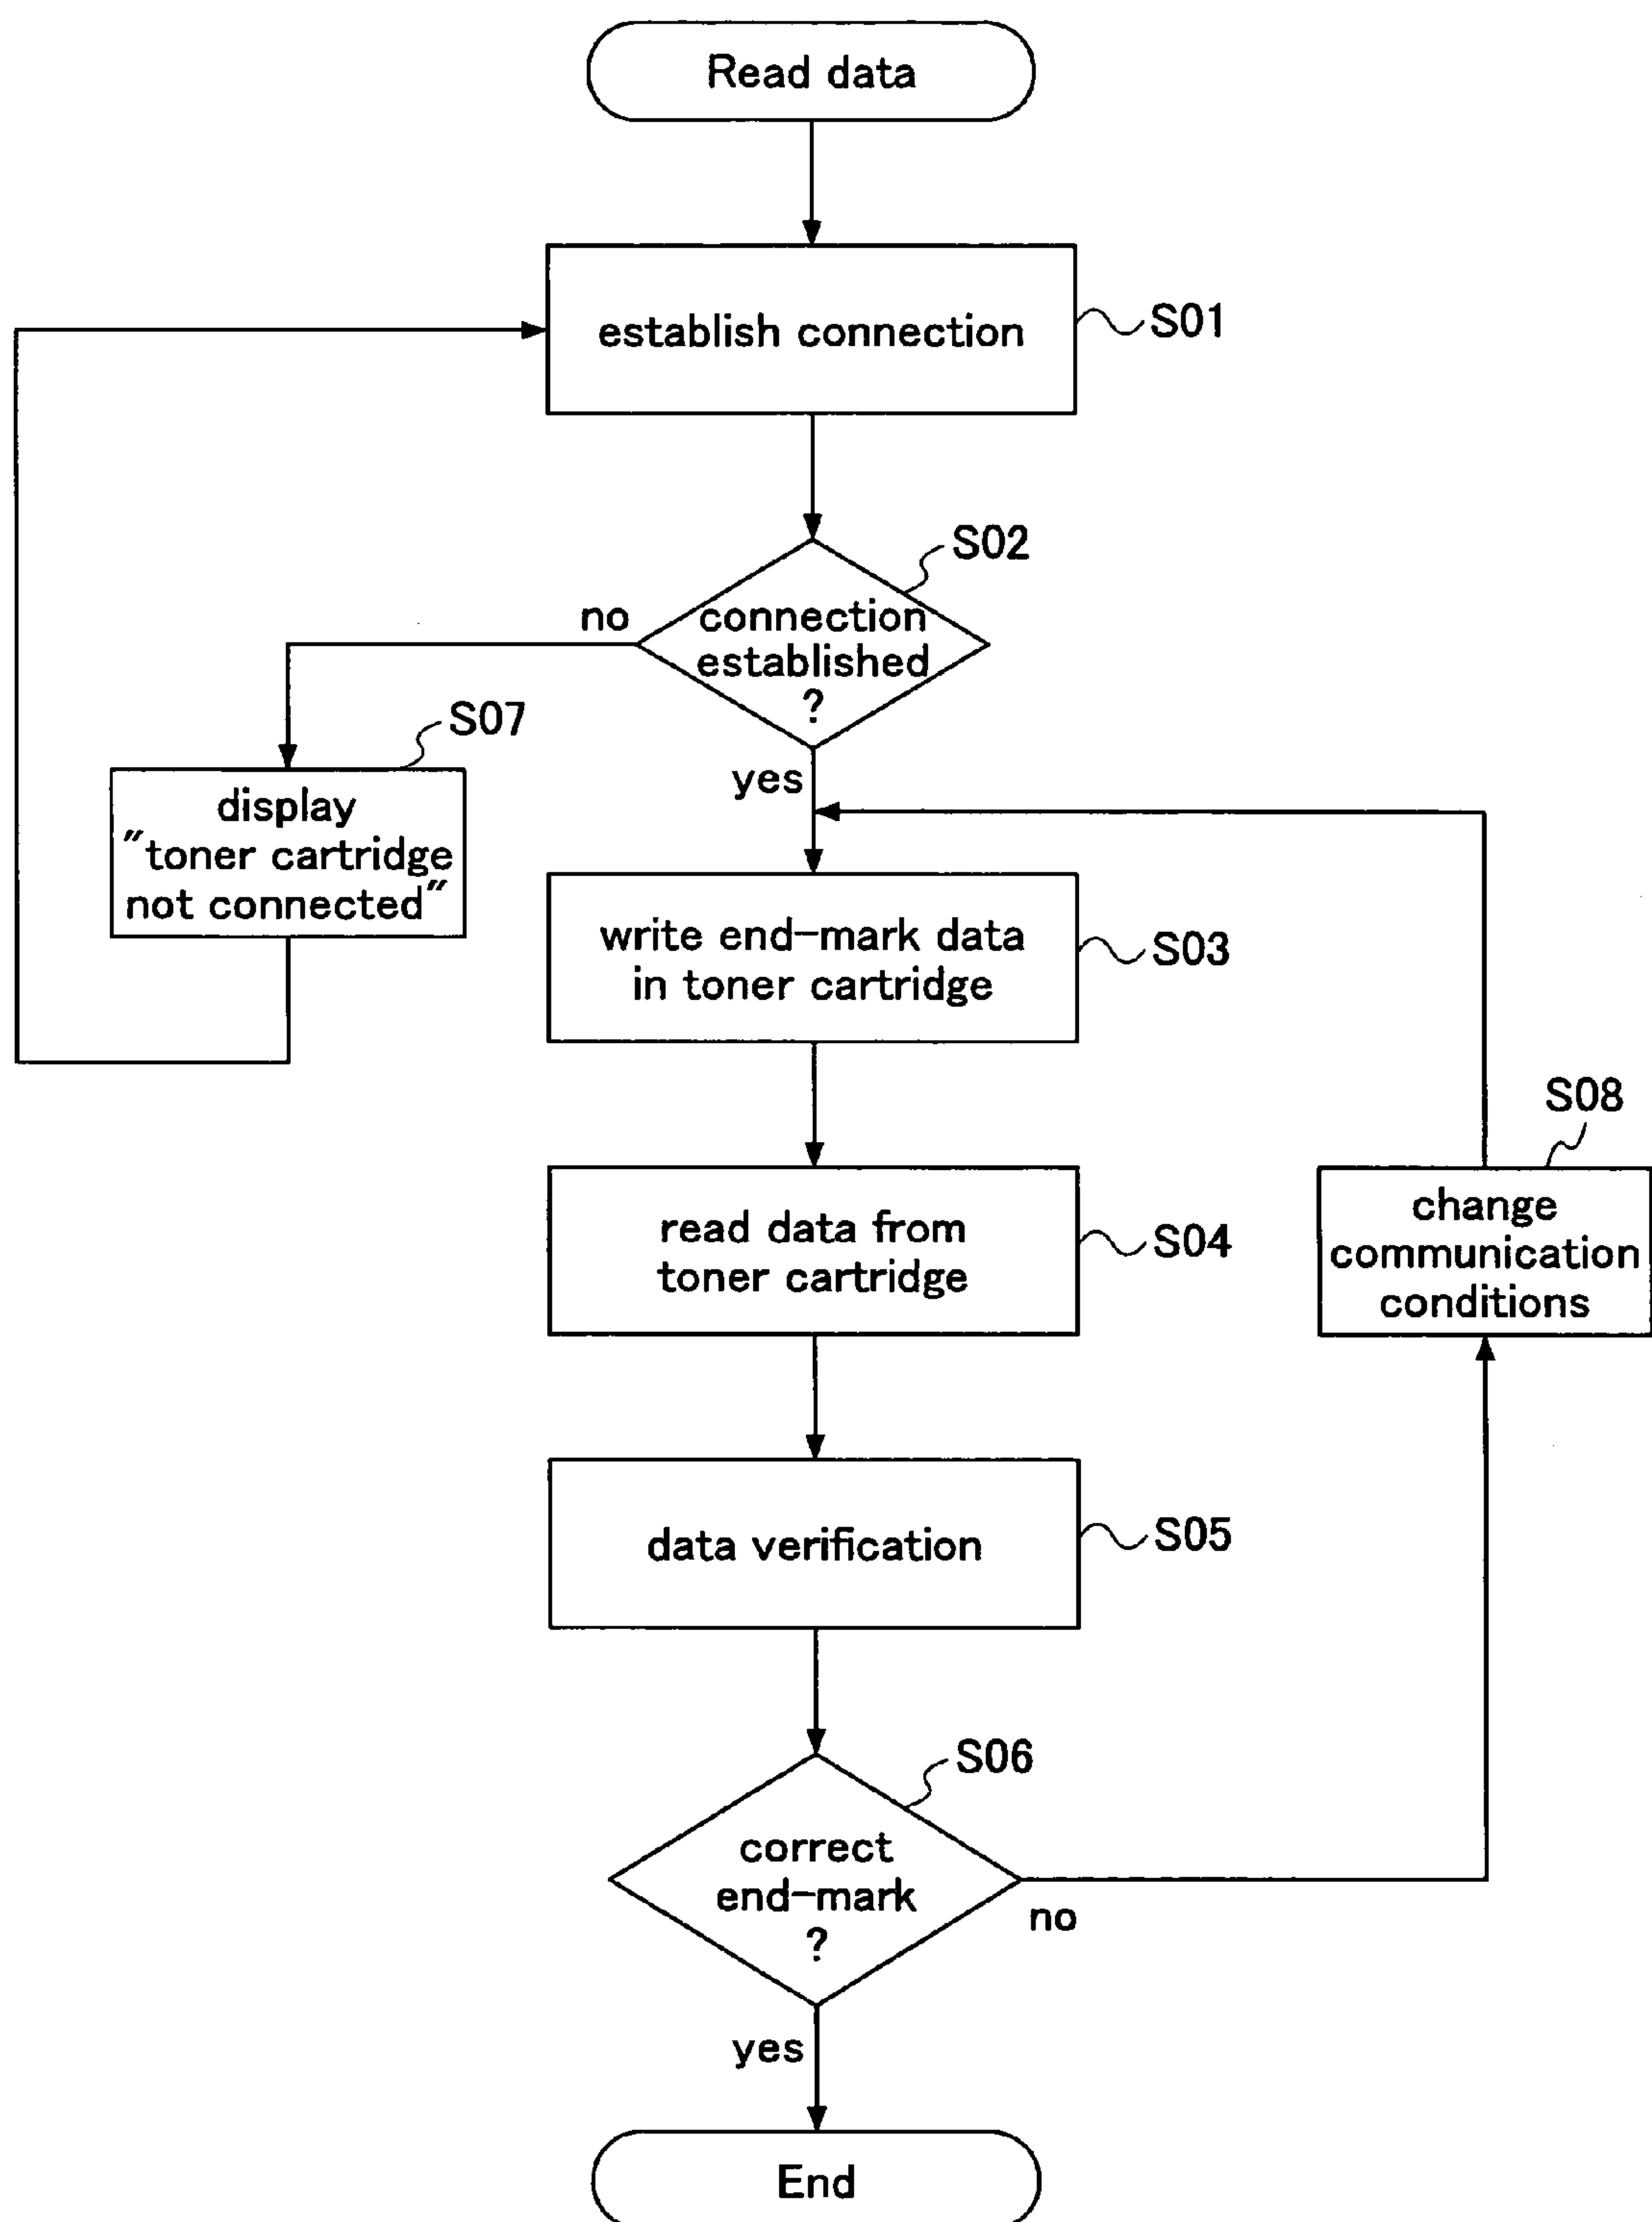 Read data
establish connection
S01
S02
no
connection
established
?
yes
S07
display
"toner cartridge
not connected"
write end-mark data
in toner cartridge
S03
S08
read data from
toner cartridge
S04
change
communication
conditions
data verification
S05
S06
correct
end-mark
?
no
yes
End